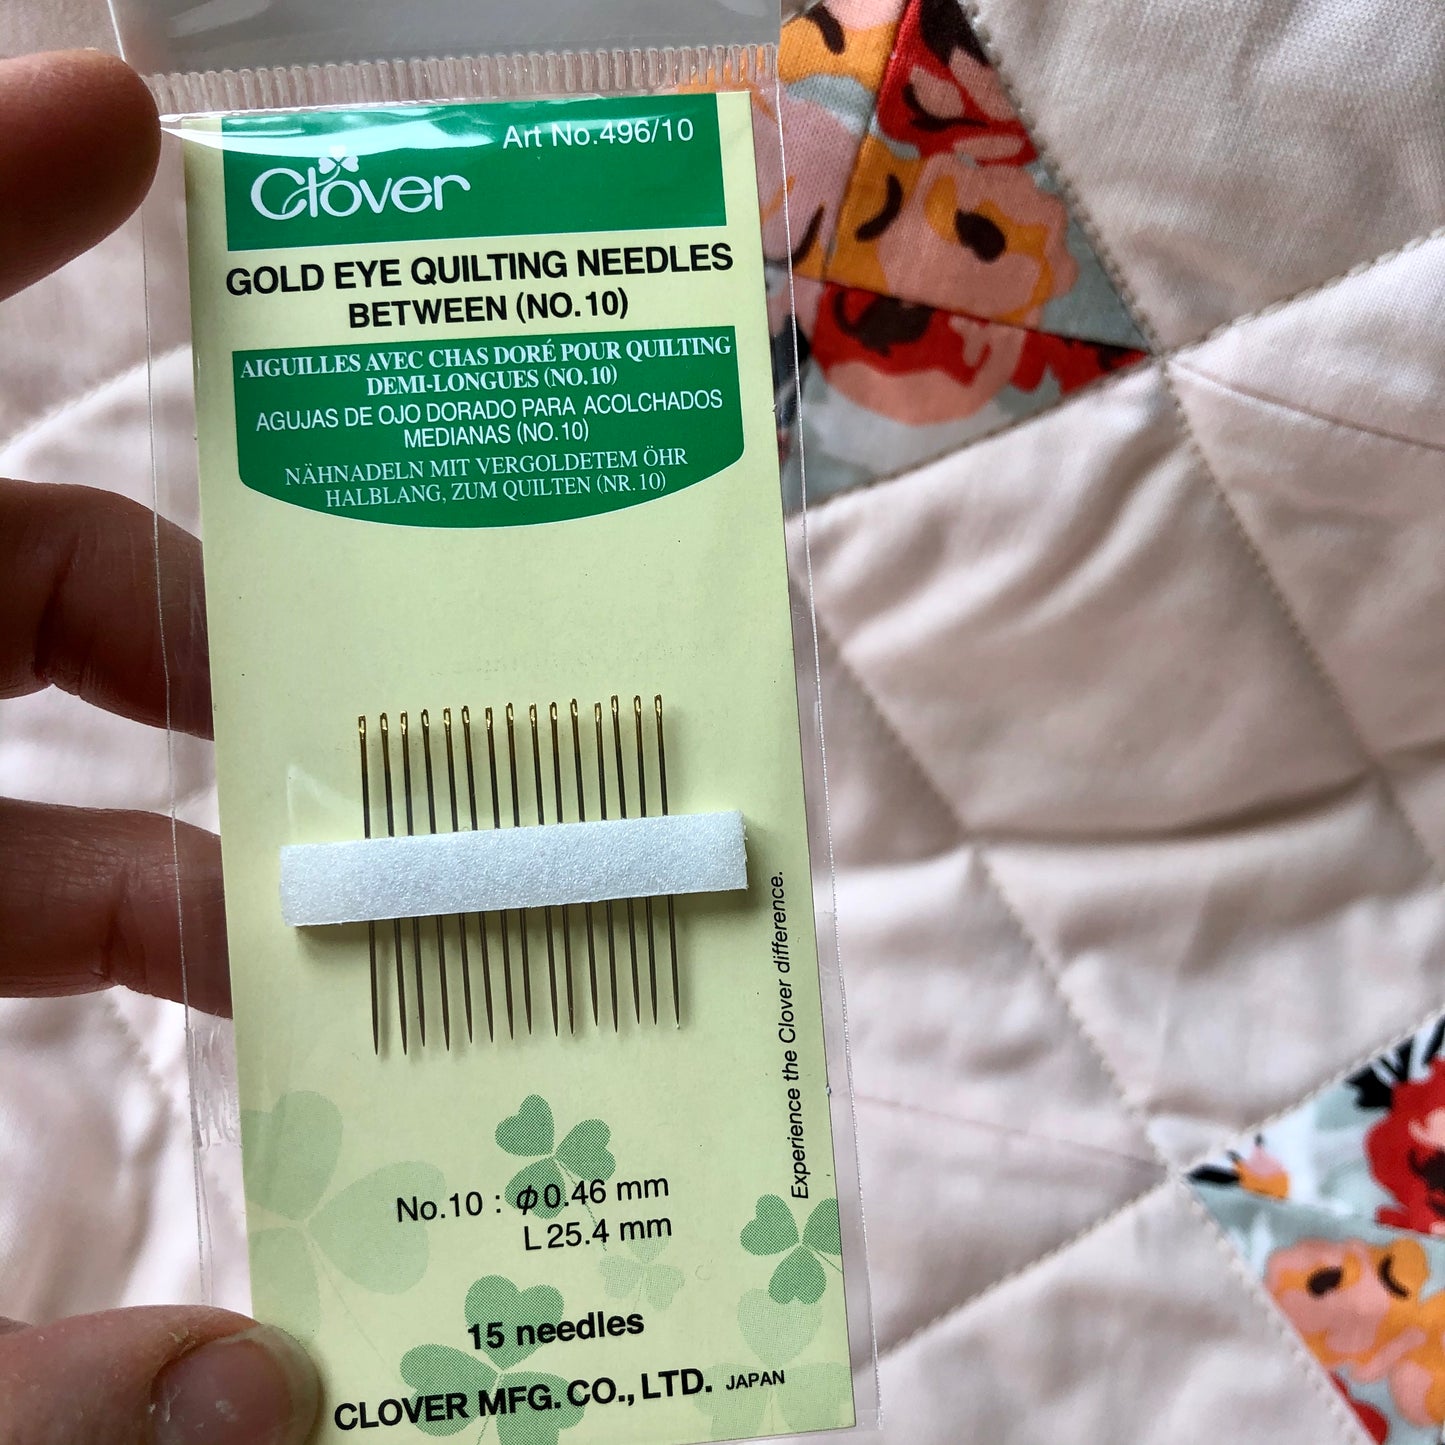 Art No.496/10
Clover
GOLD EYE QUILTING NEEDLES
BETWEEN (NO.10)
AIGUILLES AVEC CHAS DORÉ POUR QUILTING
DEMI-LONGUES (NO.10)
AGUJAS DE OJO DORADO PARA ACOLCHADOS
MEDIANAS (NO.10)
NÄHNADELN MIT VERGOLDETEM ÖHR
HALBLANG, ZUM QUILTEN (NR.10)
Experience the Clover difference.
No.10 : φ0.46 mm
L25.4 mm
15 needles
CLOVER MFG. CO., LTD. JAPAN